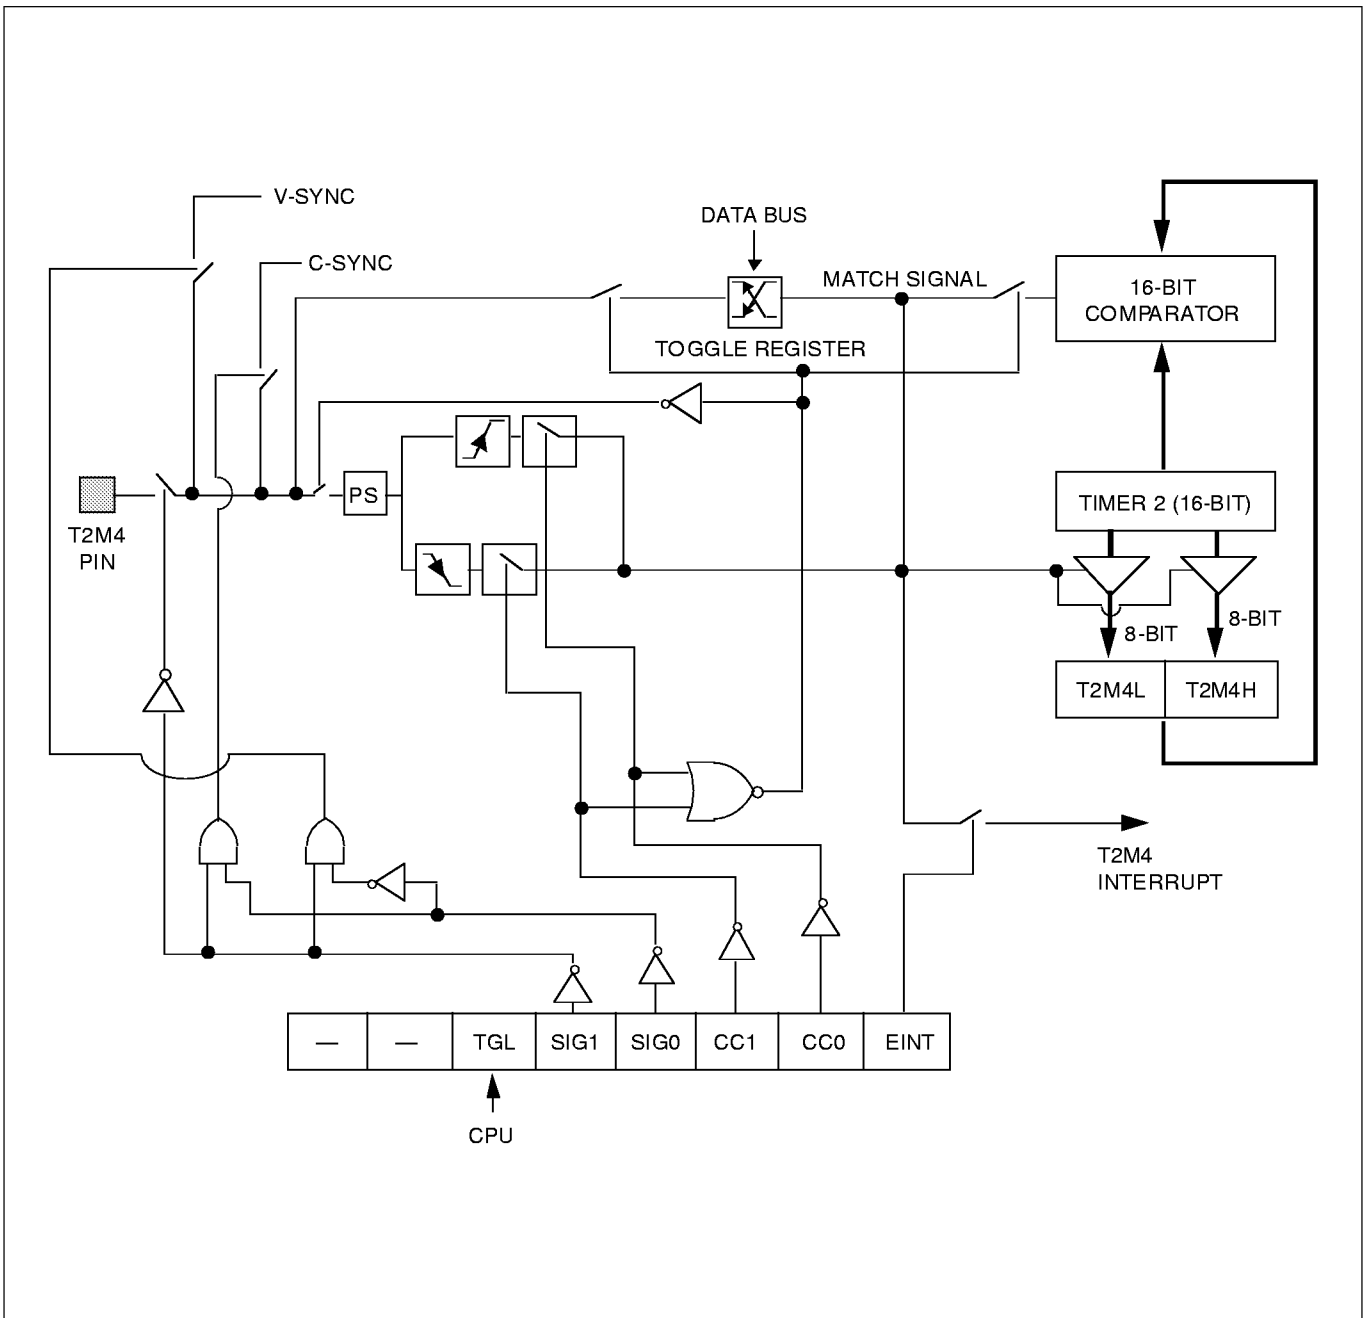 V-SYNC
C-SYNC
DATA BUS
MATCH SIGNAL
16-BIT
COMPARATOR
TOGGLE REGISTER
PS
T2M4
PIN
TIMER 2 (16-BIT)
8-BIT
8-BIT
T2M4L
T2M4H
T2M4
INTERRUPT
— — TGL SIG1 SIG0 CC1 CC0 EINT
CPU